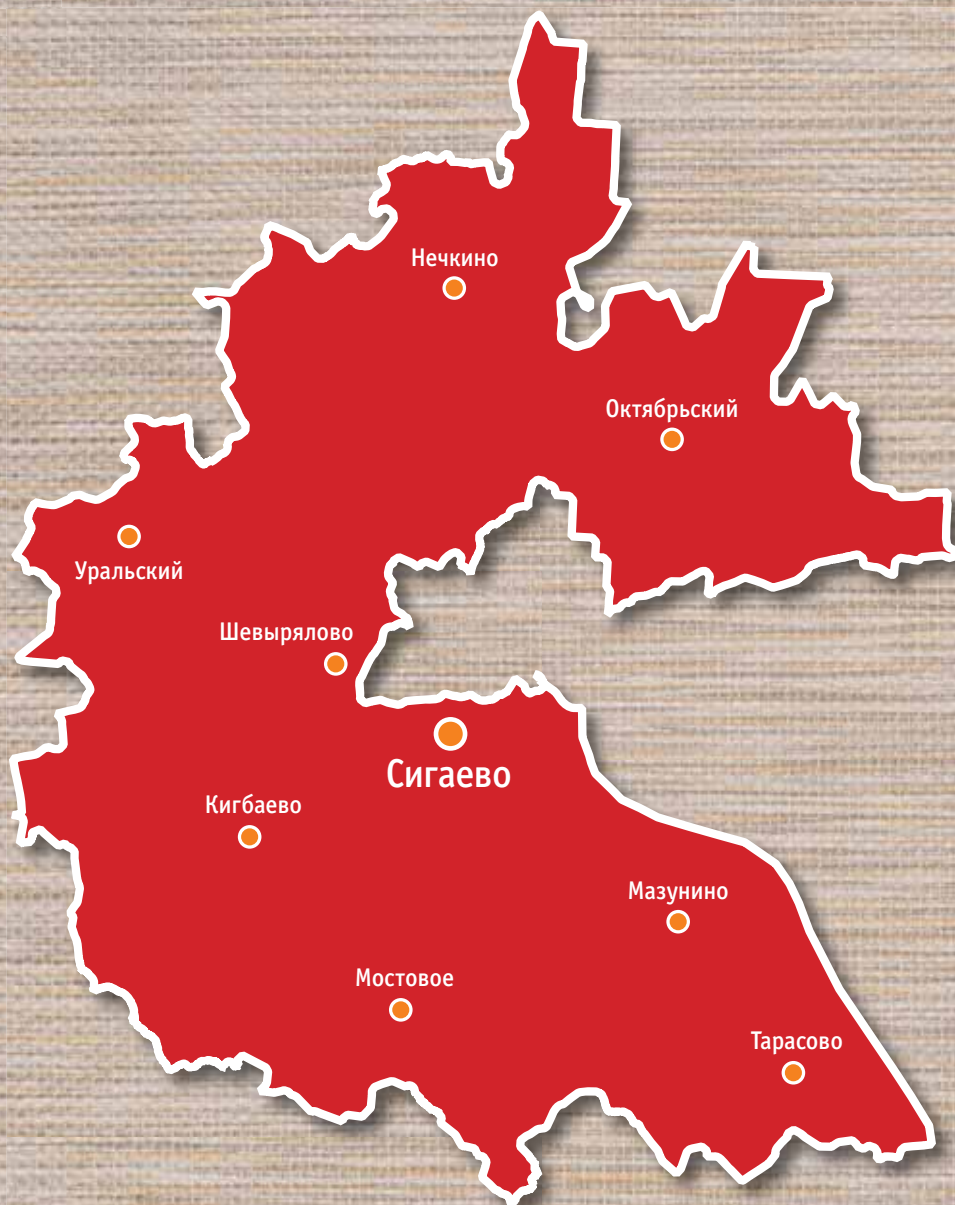 Нечкино
Октябрьский
Уральский
Шевырялово
Сигаево
Кигбаево
Мазунино
Мостовое
Тарасово